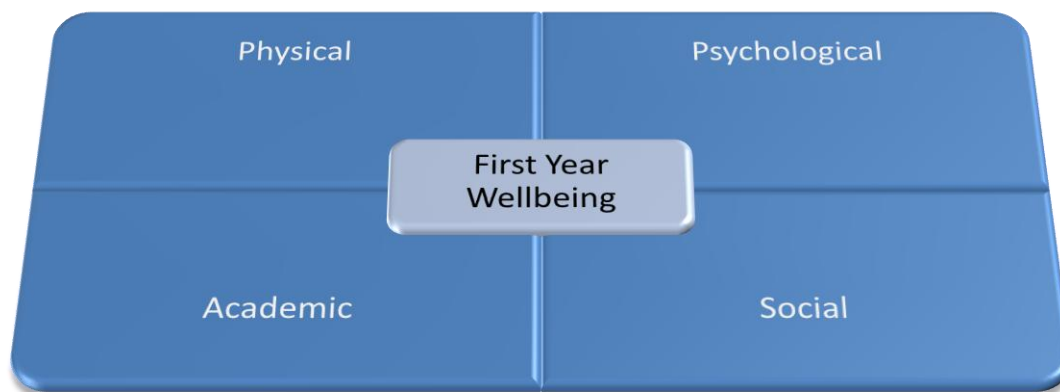 Physical
Psychological
First Year
Wellbeing
Academic
Social